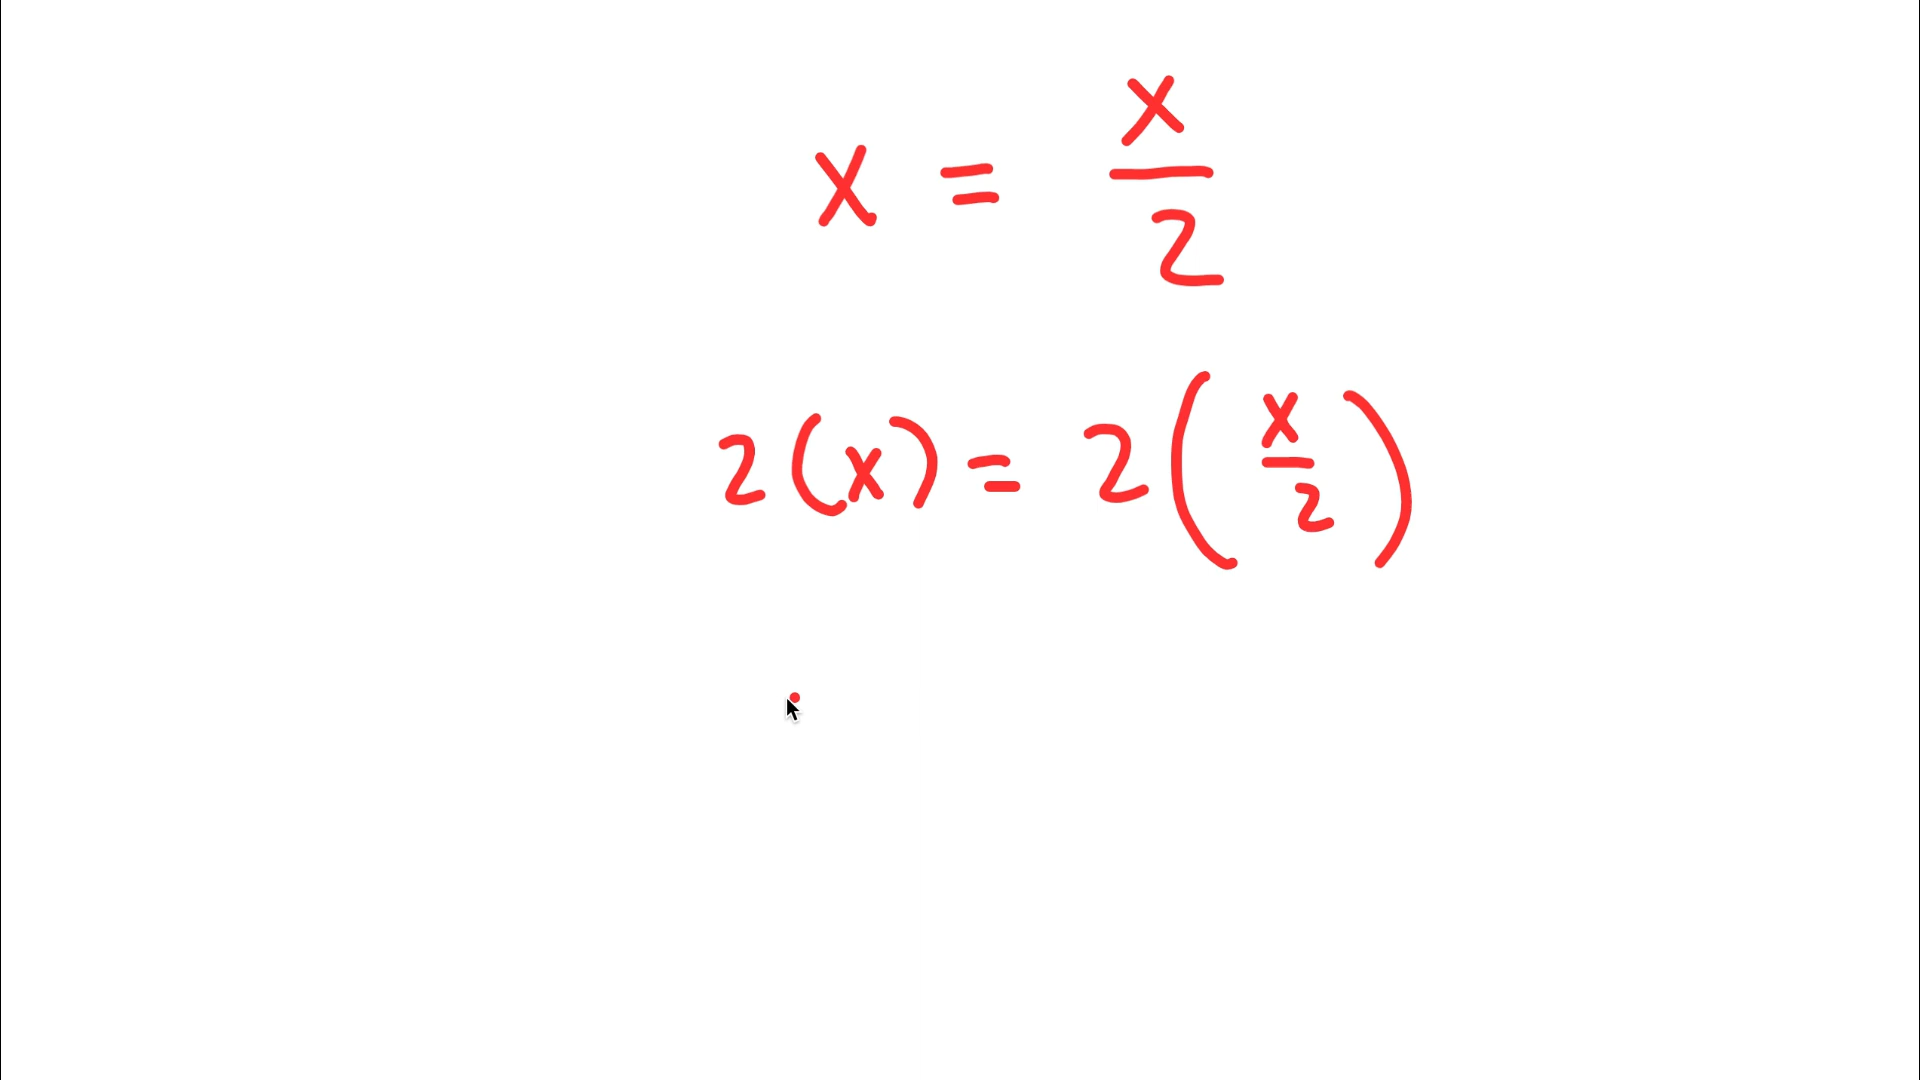 x = x/2
2(x) = 2(x/2)